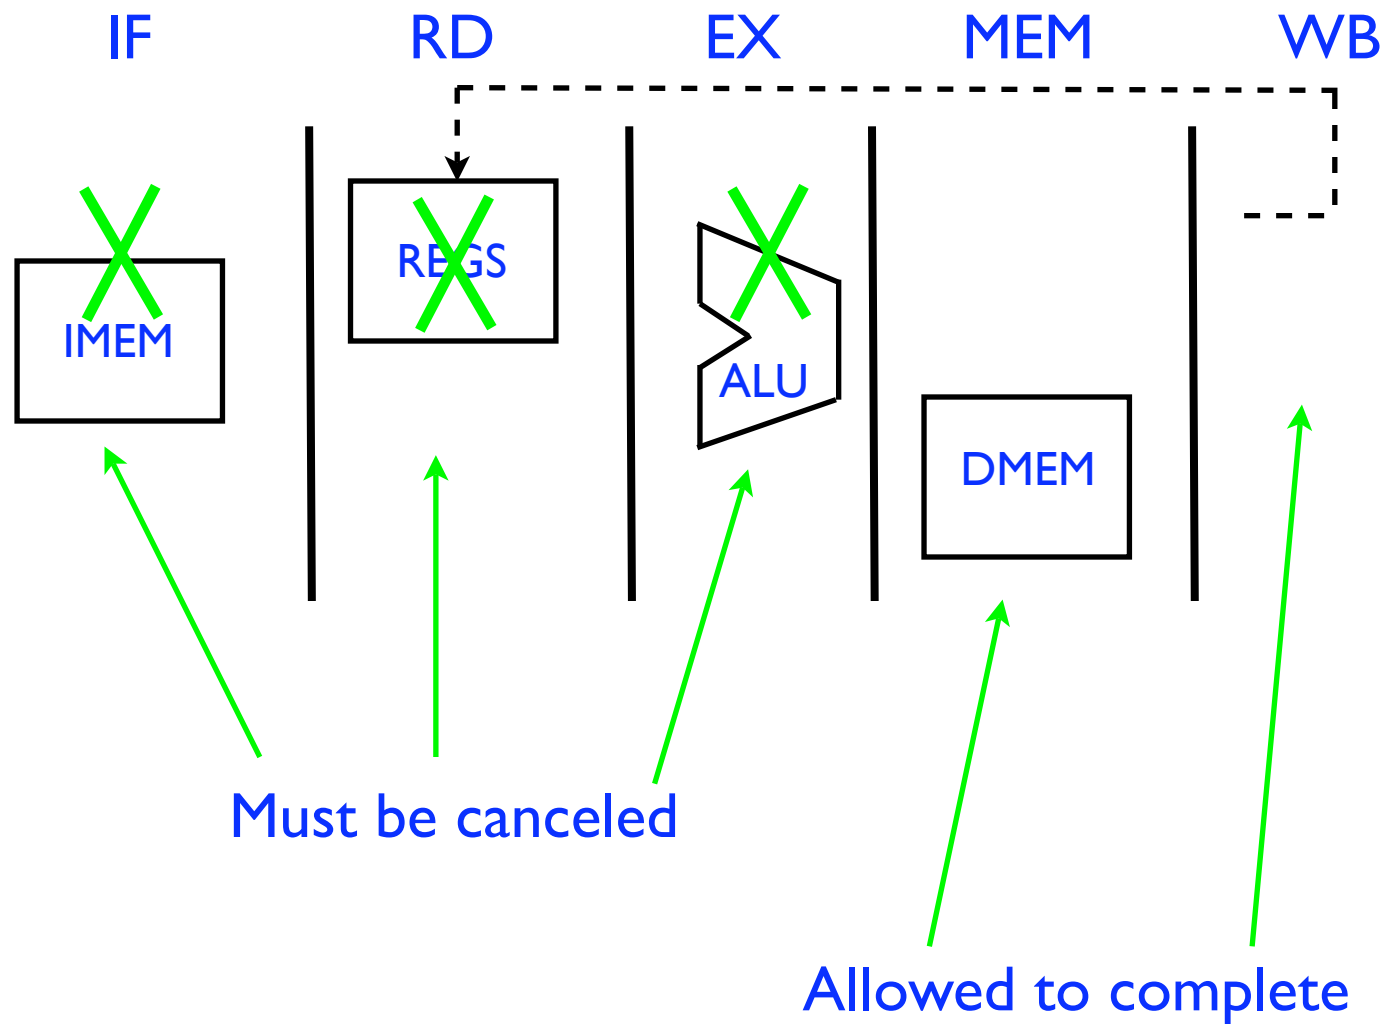 IF RD EX MEM WB
REGS
IMEM
ALU
DMEM
Must be canceled
Allowed to complete